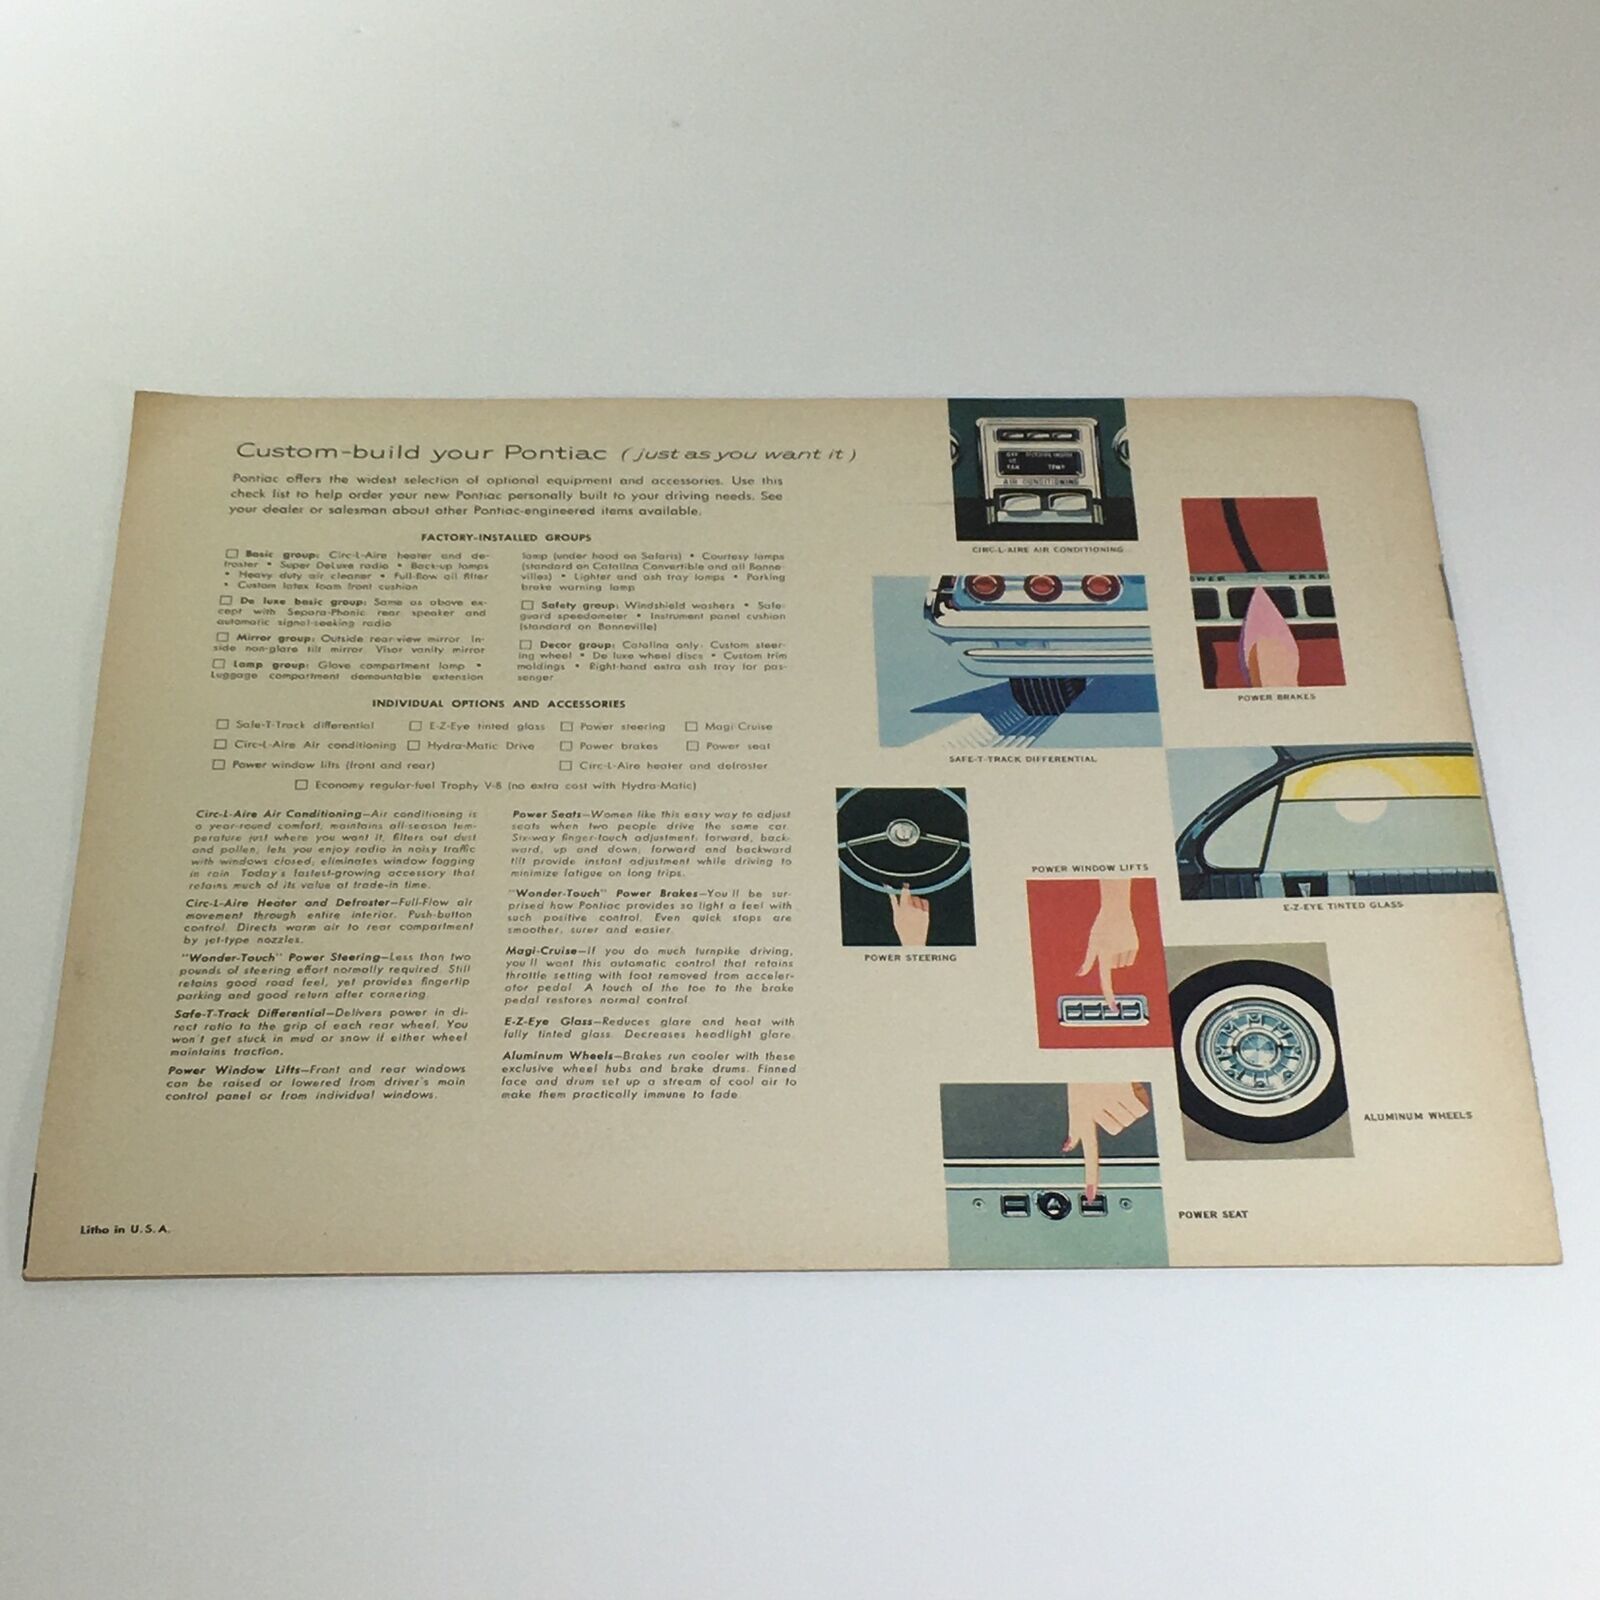 Custom-build your Pontiac (just as you want it)
Pontiac offers the widest selection of optional equipment and accessories. Use this
check list to help order your new Pontiac personally built to your driving needs. See
your dealer or salesman about other Pontiac-engineered items available.
FACTORY-INSTALLED GROUPS
Basic group: Circ-L-Aire heater and de-
froster • Super DeLuxe radio • Back-up lamps
• Heavy duty air cleaner • Full-flow oil filter
• Custom latex foam front cushion
De luxe basic group: Same as above ex-
cept with Separa-Phonic rear speaker and
automatic signal-seeking radio
Mirror group: Outside rear-view mirror. In-
side non-glare tilt mirror. Visor vanity mirror
Lamp group: Glove compartment lamp •
Luggage compartment demountable extension
lamp (under hood on Safaris) • Courtesy lamps
(standard on Catalina Convertible and all Bonne-
villes) • Lighter and ash tray lamps • Parking
brake warning lamp
Safety group: Windshield washers • Safe-
guard speedometer • Instrument panel cushion
(standard on Bonneville)
Decor group: Catalina only: Custom steer-
ing wheel • De luxe wheel discs • Custom trim
moldings • Right-hand extra ash tray for pas-
senger
INDIVIDUAL OPTIONS AND ACCESSORIES
Safe-T-Track differential E-Z-Eye tinted glass Power steering Magi-Cruise
Circ-L-Aire Air conditioning Hydra-Matic Drive Power brakes Power seat
Power window lifts (front and rear) Circ-L-Aire heater and defroster
Economy regular-fuel Trophy V-8 (no extra cost with Hydra-Matic)
Circ-L-Aire Air Conditioning—Air conditioning is
a year-round comfort, maintains all-season tem-
perature just where you want it, filters out dust
and pollen, lets you enjoy radio in noisy traffic
with windows closed, eliminates window fogging
in rain. Today's fastest-growing accessory that
retains much of its value at trade-in time.
Circ-L-Aire Heater and Defroster—Full-Flow air
movement through entire interior. Push-button
control. Directs warm air to rear compartment
by jet-type nozzles.
"Wonder-Touch" Power Steering—Less than two
pounds of steering effort normally required. Still
retains good road feel, yet provides fingertip
parking and good return after cornering.
Safe-T-Track Differential—Delivers power in di-
rect ratio to the grip of each rear wheel. You
won't get stuck in mud or snow if either wheel
maintains traction.
Power Window Lifts—Front and rear windows
can be raised or lowered from driver's main
control panel or from individual windows.
Power Seats—Women like this easy way to adjust
seats when two people drive the same car.
Six-way finger-touch adjustment: forward, back-
ward, up and down, forward and backward
tilt provide instant adjustment while driving to
minimize fatigue on long trips.
"Wonder-Touch" Power Brakes—You'll be sur-
prised how Pontiac provides so light a feel with
such positive control. Even quick stops are
smoother, surer and easier.
Magi-Cruise—If you do much turnpike driving,
you'll want this automatic control that retains
throttle setting with foot removed from acceler-
ator pedal. A touch of the toe to the brake
pedal restores normal control.
E-Z-Eye Glass—Reduces glare and heat with
fully tinted glass. Decreases headlight glare.
Aluminum Wheels—Brakes run cooler with these
exclusive wheel hubs and brake drums. Finned
face and drum set up a stream of cool air to
make them practically immune to fade.
Litho in U. S. A.
OFF
FAN TEMP
AIR CONDITIONING
CIRC-L-AIRE AIR CONDITIONING
OWER
POWER BRAKES
SAFE-T-TRACK DIFFERENTIAL
POWER WINDOW LIFTS
E-Z-EYE TINTED GLASS
POWER STEERING
ALUMINUM WHEELS
POWER SEAT